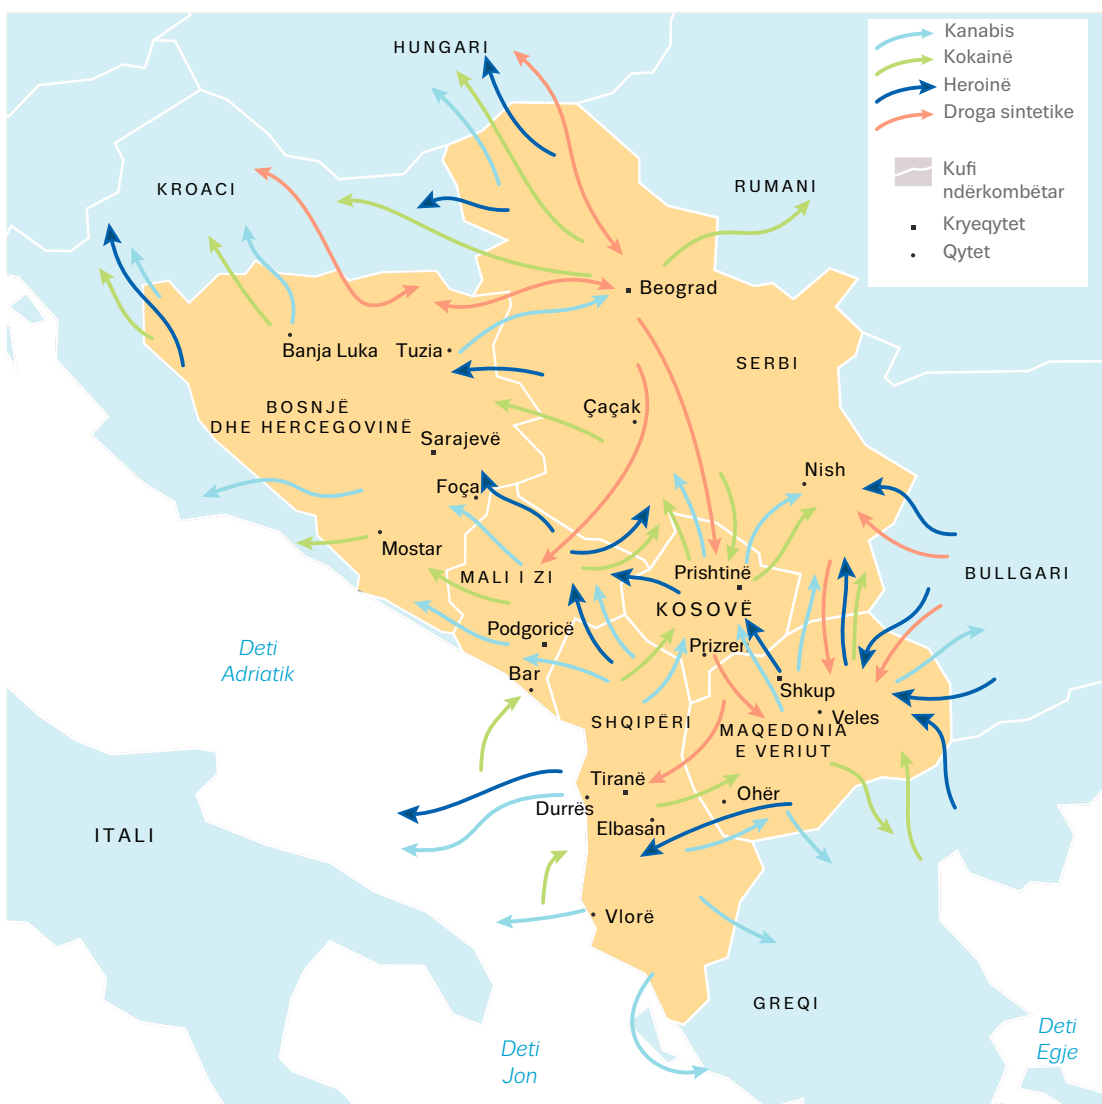 HUNGARI
Kanabis
Kokainë
Heroinë
Droga sintetike
Kufi
ndërkombëtar
Kryeqytet
Qytet
KROACI
RUMANI
Beograd
Banja Luka
Tuzia
SERBI
BOSNJË
DHE HERCEGOVINË
Çaçak
Sarajevë
Foça
Nish
Mostar
MALI I ZI
Prishtinë
BULLGARI
KOSOVË
Podgoricë
Prizren
Deti
Adriatik
Bar
Shkup
Veles
SHQIPËRI
MAQEDONIA
E VERIUT
Tiranë
Ohër
Durrës
Elbasan
ITALI
Vlorë
GREQI
Deti
Egje
Deti
Jon